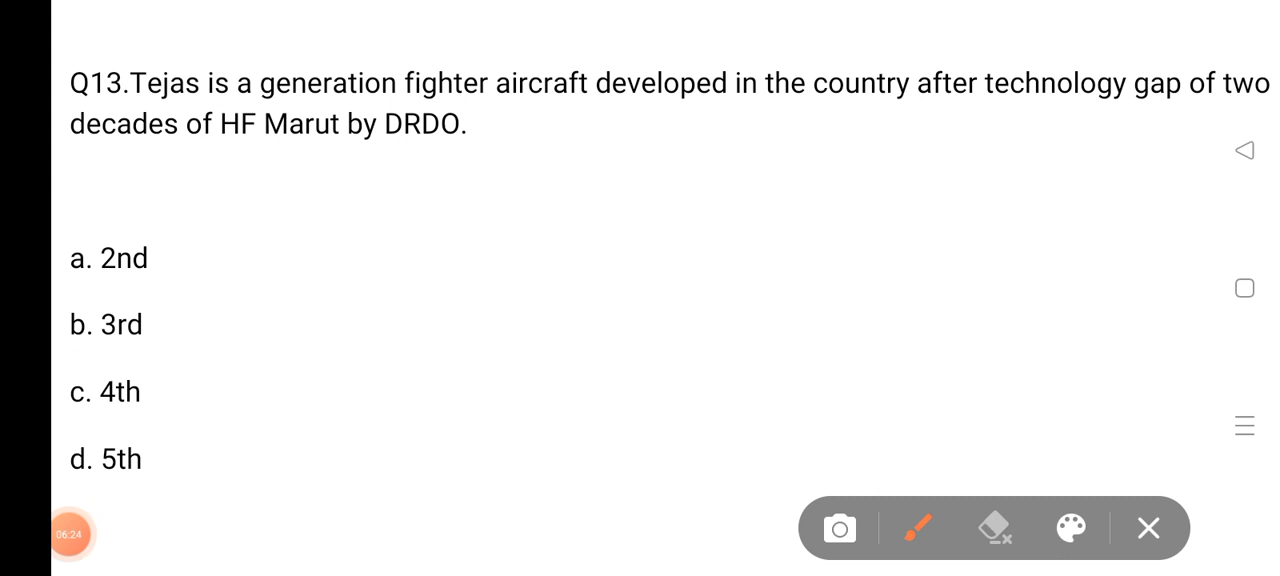 Q13.Tejas is a generation fighter aircraft developed in the country after technology gap of two
decades of HF Marut by DRDO.
a. 2nd
b. 3rd
c. 4th
d. 5th
06:24